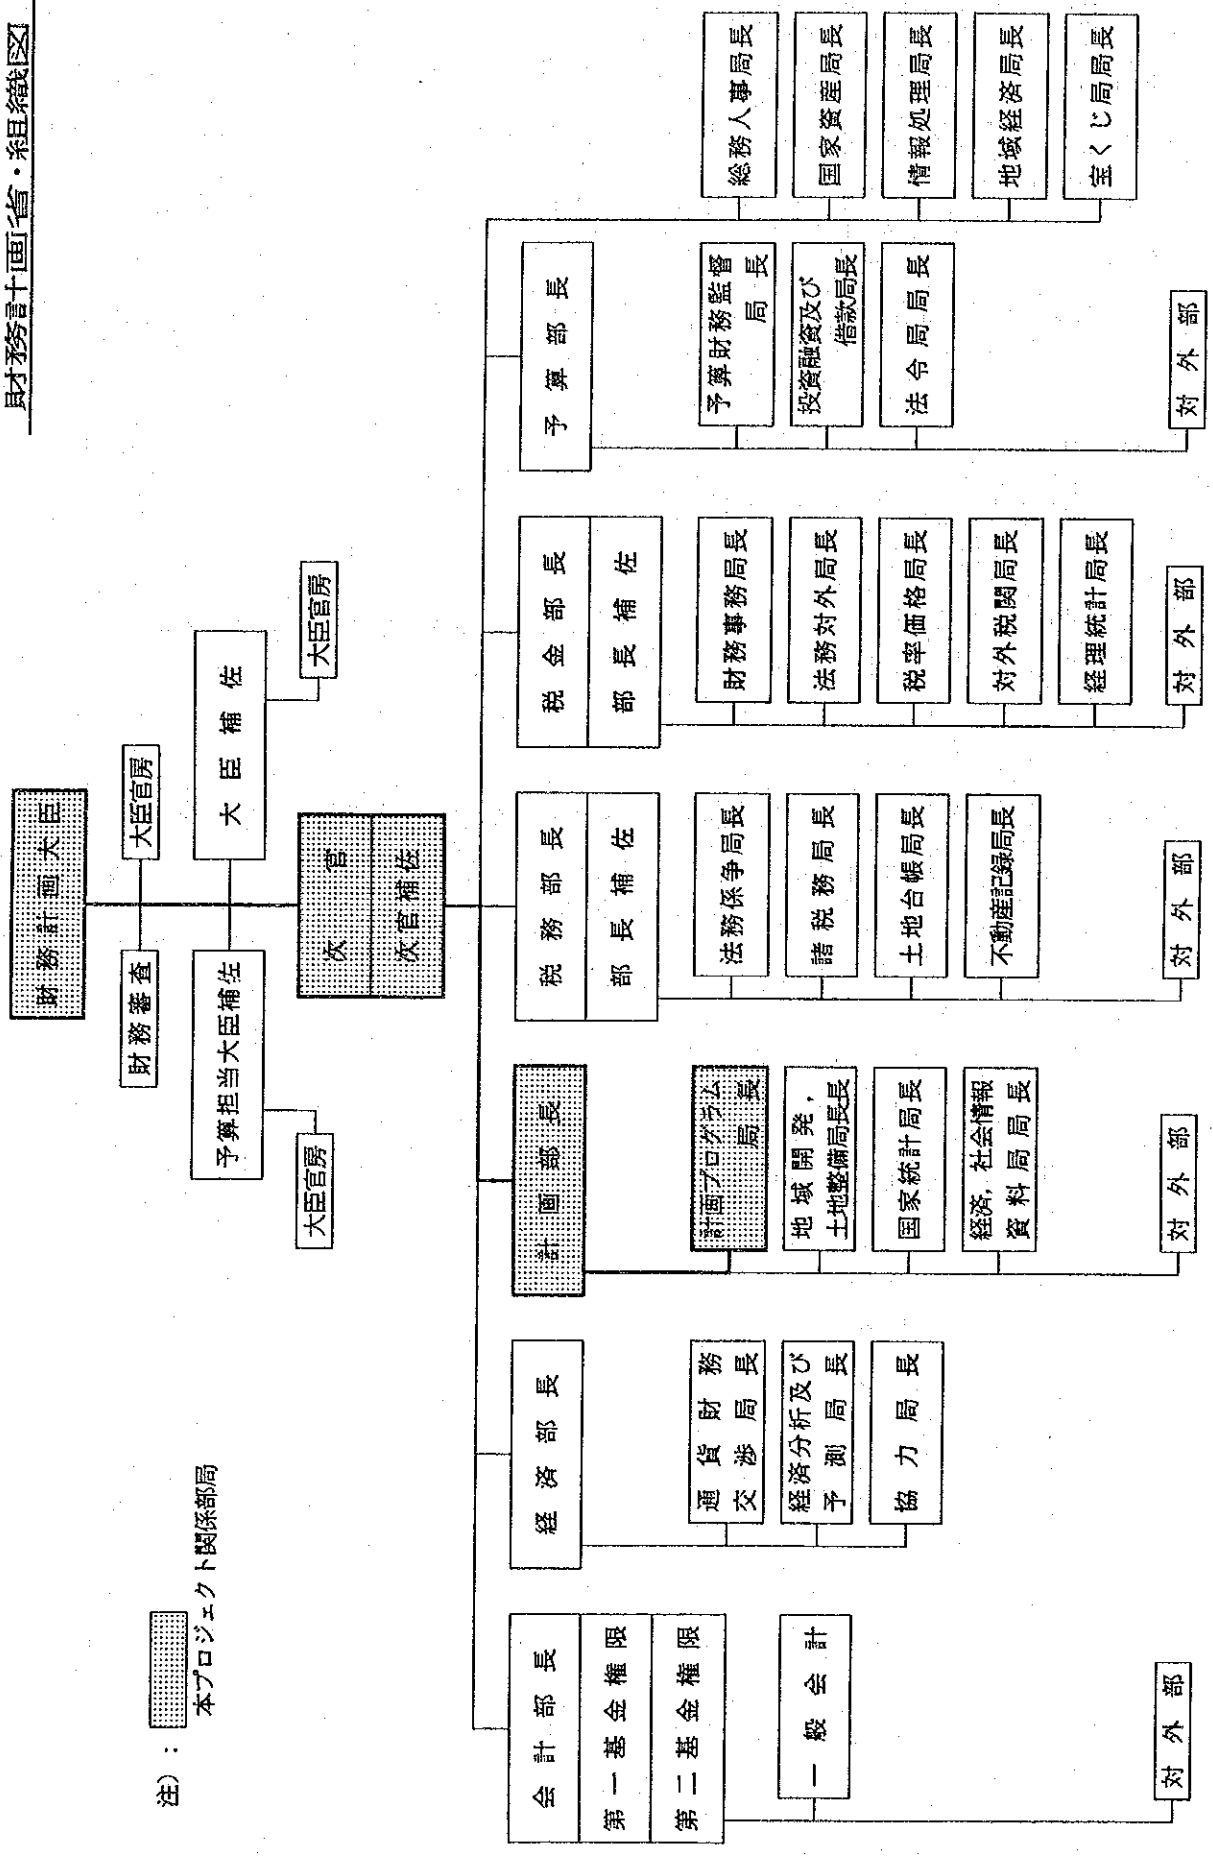 財務計画省・組織図
財務計画大臣
財務審査
大臣官房
予算担当大臣補佐
大臣官房
大臣補佐
大臣官房
次官
次官補佐
注）：
本プロジェクト関係部局
会計部長
第一基金権限
第二基金権限
一般会計
対外部
経済部長
通貨財務
交渉局長
経済分析及び
予測局長
協力局長
計画部長
計画プログラム
局長
地域開発，
土地整備局長長
国家統計局長
経済，社会情報
資料局局長
対外部
税務部長
部長補佐
法務係争局長
諸税務局長
土地台帳局長
不動産記録局長
対外部
税金部長
部長補佐
財務事務局長
法務対外局長
税率価格局長
対外税関局長
経理統計局長
対外部
予算部長
予算財務監督
局長
投資融資及び
借款局長
法令局局長
対外部
総務人事局長
国家資産局長
情報処理局長
地域経済局長
宝くじ局局長